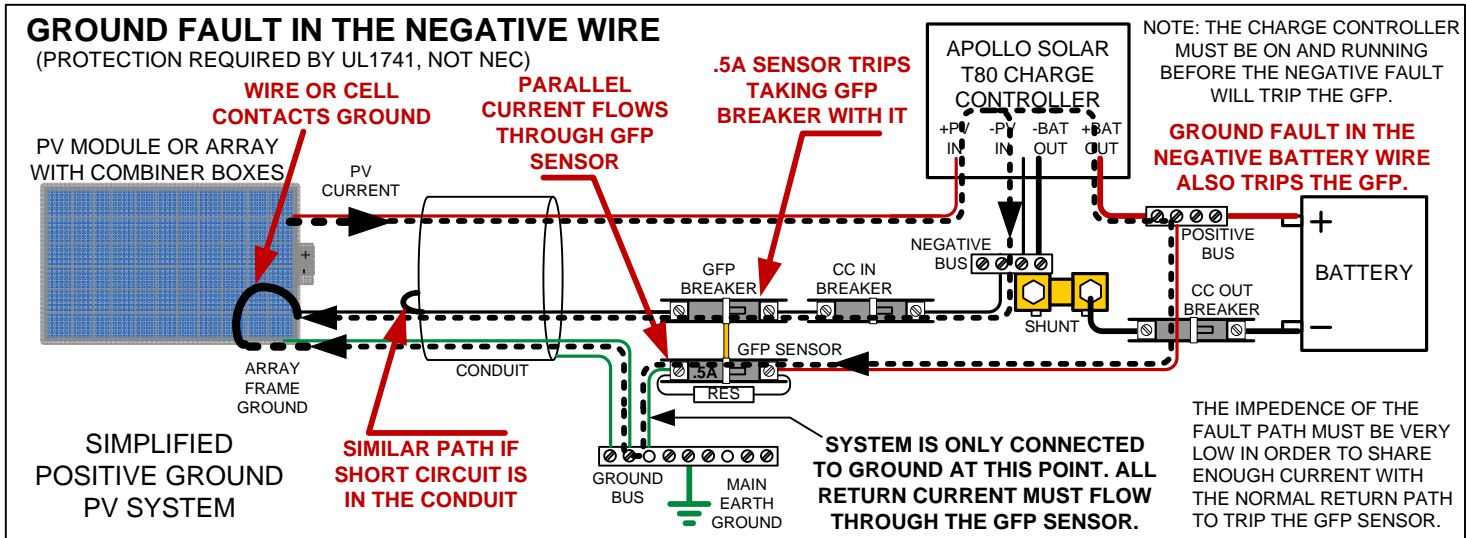 GROUND FAULT IN THE NEGATIVE WIRE
(PROTECTION REQUIRED BY UL1741, NOT NEC)
WIRE OR CELL
CONTACTS GROUND
PARALLEL
CURRENT FLOWS
THROUGH GFP
SENSOR
.5A SENSOR TRIPS
TAKING GFP
BREAKER WITH IT
APOLLO SOLAR
T80 CHARGE
CONTROLLER
+PV
IN
-PV
IN
-BAT
OUT
+BAT
OUT
NOTE: THE CHARGE CONTROLLER
MUST BE ON AND RUNNING
BEFORE THE NEGATIVE FAULT
WILL TRIP THE GFP.
GROUND FAULT IN THE
NEGATIVE BATTERY WIRE
ALSO TRIPS THE GFP.
PV MODULE OR ARRAY
WITH COMBINER BOXES
PV
CURRENT
+
-
NEGATIVE
BUS
POSITIVE
BUS
+
BATTERY
–
GFP
BREAKER
CC IN
BREAKER
SHUNT
CC OUT
BREAKER
GFP SENSOR
.5A
RES
CONDUIT
ARRAY
FRAME
GROUND
SIMPLIFIED
POSITIVE GROUND
PV SYSTEM
SIMILAR PATH IF
SHORT CIRCUIT IS
IN THE CONDUIT
GROUND
BUS
MAIN
EARTH
GROUND
SYSTEM IS ONLY CONNECTED
TO GROUND AT THIS POINT. ALL
RETURN CURRENT MUST FLOW
THROUGH THE GFP SENSOR.
THE IMPEDENCE OF THE
FAULT PATH MUST BE VERY
LOW IN ORDER TO SHARE
ENOUGH CURRENT WITH
THE NORMAL RETURN PATH
TO TRIP THE GFP SENSOR.